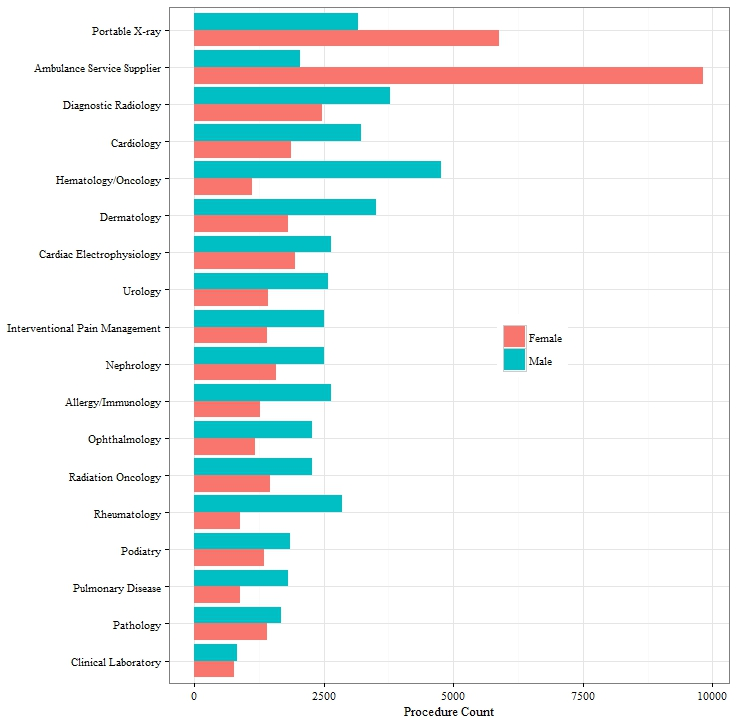 Portable X-ray
Ambulance Service Supplier
Diagnostic Radiology
Cardiology
Hematology/Oncology
Dermatology
Cardiac Electrophysiology
Urology
Interventional Pain Management
Nephrology
Allergy/Immunology
Ophthalmology
Radiation Oncology
Rheumatology
Podiatry
Pulmonary Disease
Pathology
Clinical Laboratory
Female
Male
0 2500 5000 7500 10000
Procedure Count